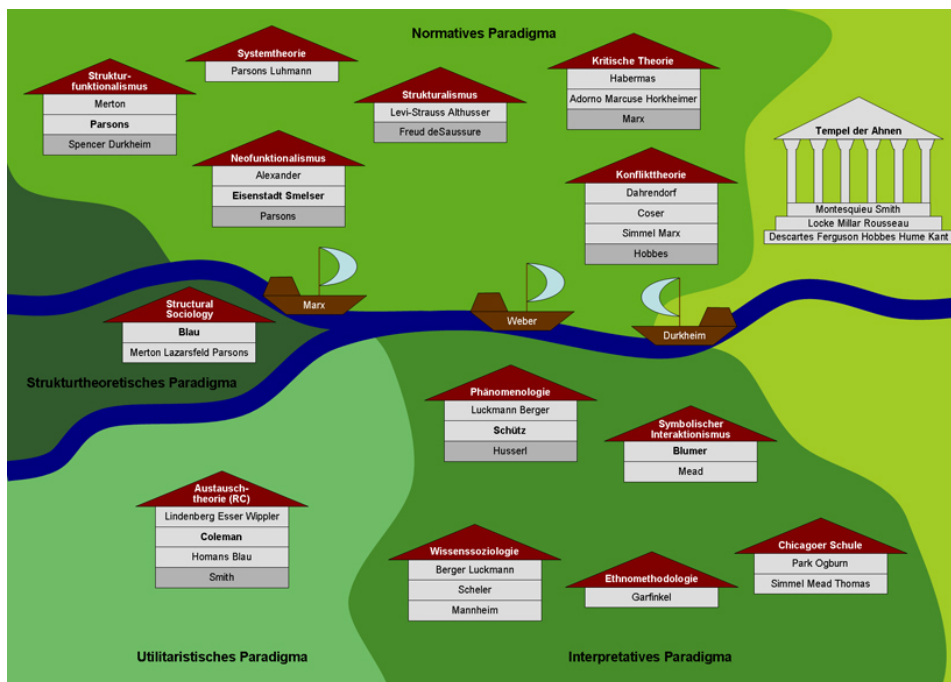 Normatives Paradigma
Systemtheorie
Parsons Luhmann
Struktur-
funktionalismus
Merton
Parsons
Spencer Durkheim
Strukturalismus
Levi-Strauss Althusser
Freud deSaussure
Kritische Theorie
Habermas
Adorno Marcuse Horkheimer
Marx
Neofunktionalismus
Alexander
Eisenstadt Smelser
Parsons
Konflikttheorie
Dahrendorf
Coser
Simmel Marx
Hobbes
Tempel der Ahnen
Montesquieu Smith
Locke Millar Rousseau
Descartes Ferguson Hobbes Hume Kant
Marx
Weber
Durkheim
Structural
Sociology
Blau
Merton Lazarsfeld Parsons
Strukturtheoretisches Paradigma
Phänomenologie
Luckmann Berger
Schütz
Husserl
Symbolischer
Interaktionismus
Blumer
Mead
Austausch-
theorie (RC)
Lindenberg Esser Wippler
Coleman
Homans Blau
Smith
Wissenssoziologie
Berger Luckmann
Scheler
Mannheim
Ethnomethodologie
Garfinkel
Chicagoer Schule
Park Ogburn
Simmel Mead Thomas
Utilitaristisches Paradigma
Interpretatives Paradigma